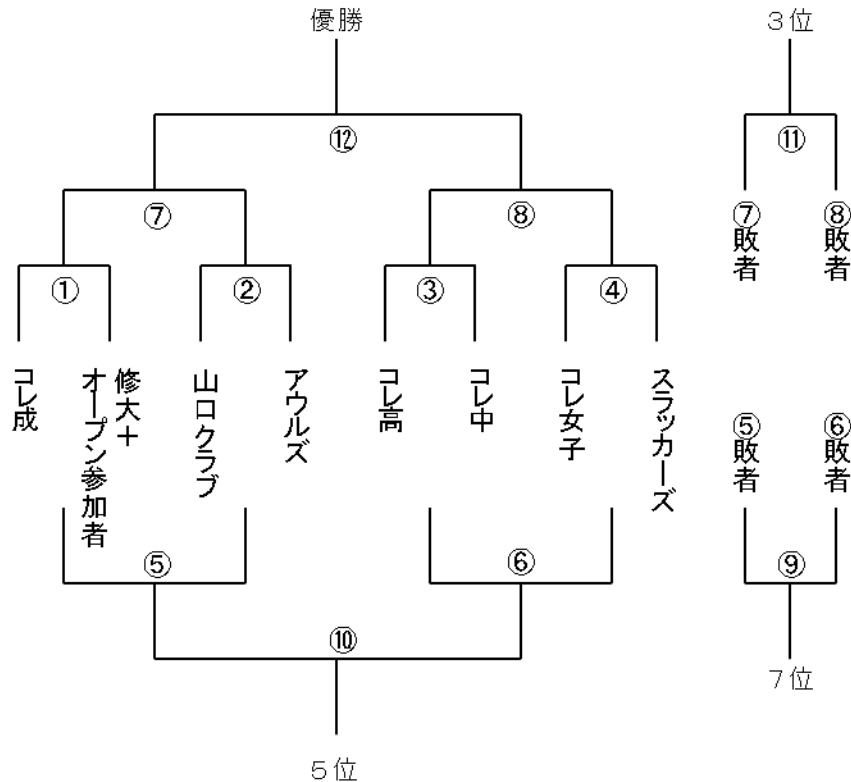 優勝
３位
⑫
⑪
⑦
⑧
⑦敗者
⑧敗者
①
②
③
④
コレ成
修大＋
オープン参加者
山口クラブ
アウルズ
コレ高
コレ中
コレ女子
スラッカーズ
⑤敗者
⑥敗者
⑤
⑥
⑨
⑩
７位
５位